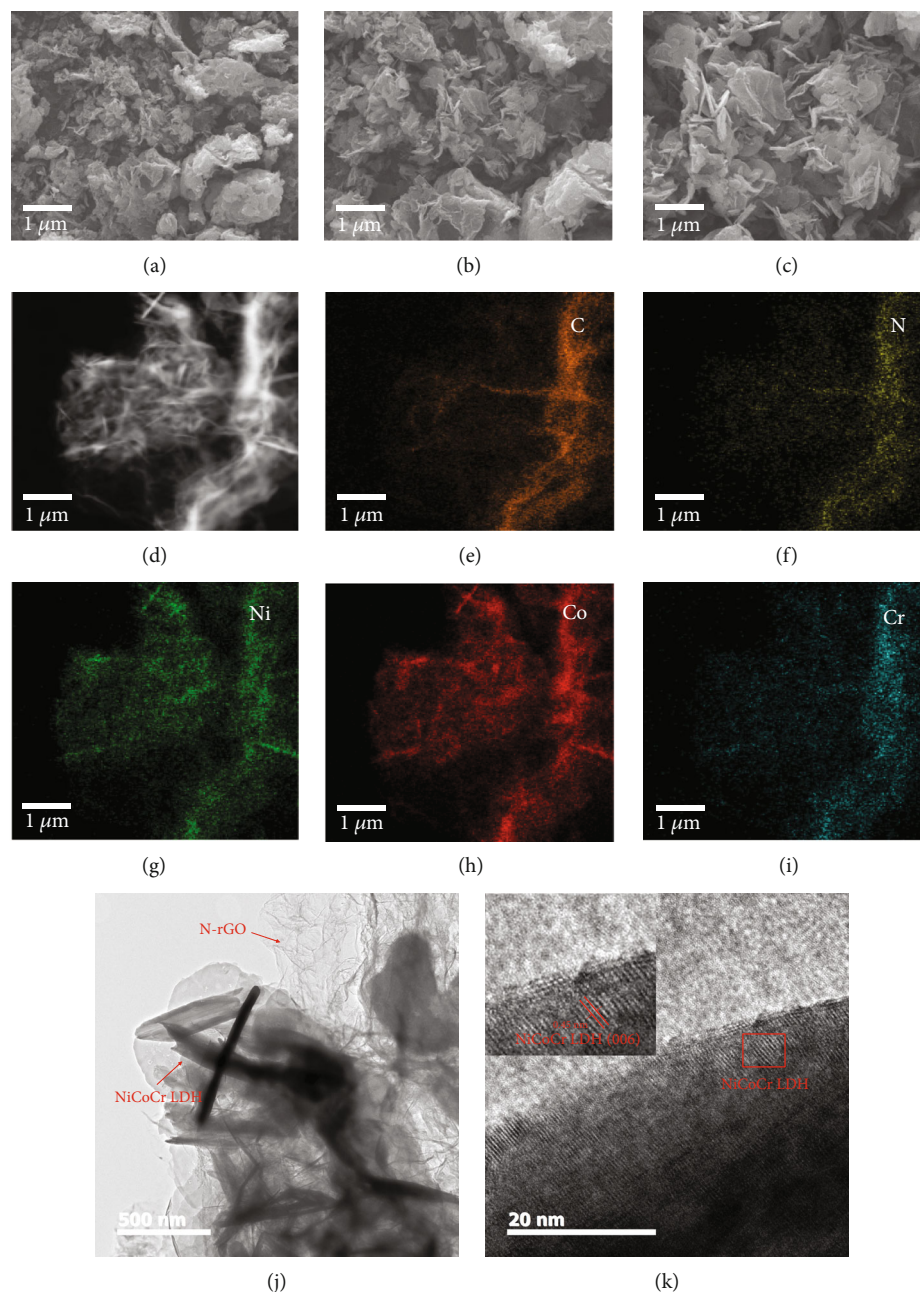 1 μm
1 μm
1 μm
(a)
(b)
(c)
C
N
1 μm
1 μm
1 μm
(d)
(e)
(f)
Ni
Co
Cr
1 μm
1 μm
1 μm
(g)
(h)
(i)
N-rGO
NiCoCr LDH
500 nm
NiCoCr LDH (006)
NiCoCr LDH
20 nm
(j)
(k)